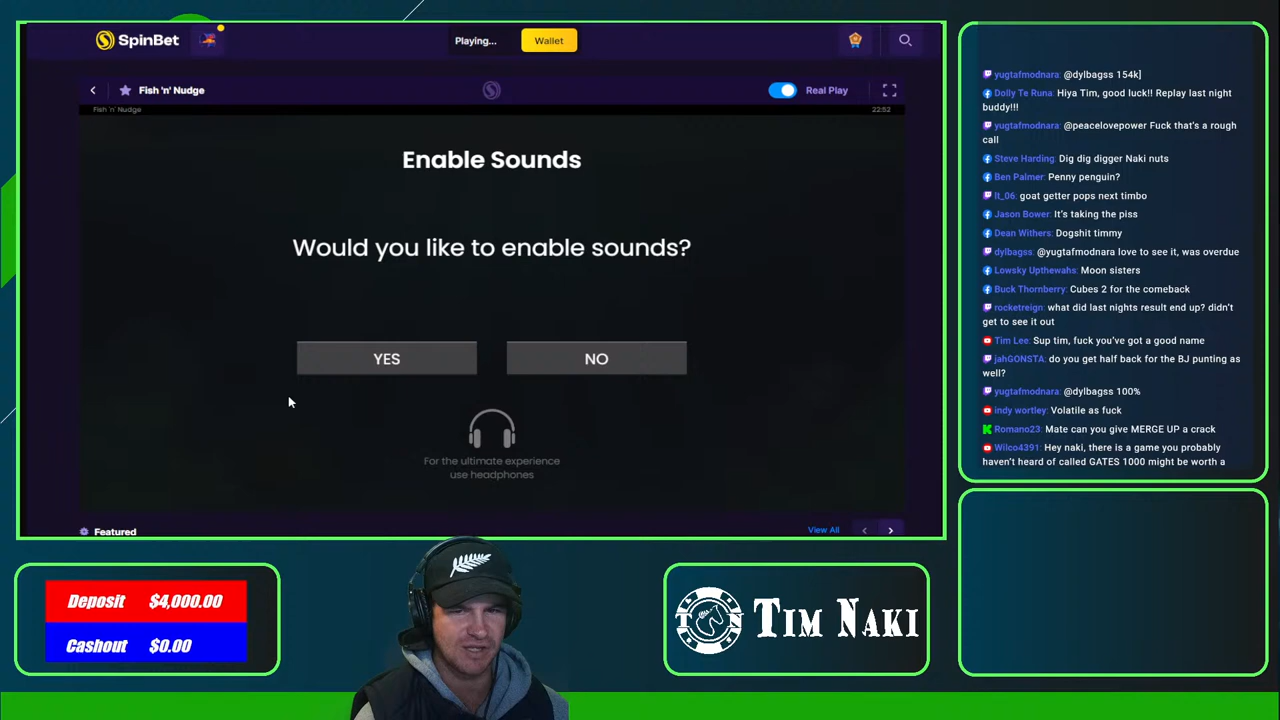 SpinBet
Playing...
Wallet
Fish 'n' Nudge
Real Play
Fish 'n' Nudge
22:52
Enable Sounds
Would you like to enable sounds?
YES
NO
For the ultimate experience
use headphones
Featured
View All
yugtafmodnara: @dylbagss 154k]
Dolly Te Runa: Hiya Tim, good luck!! Replay last night
buddy!!!
yugtafmodnara: @peacelovepower Fuck that's a rough
call
Steve Harding: Dig dig digger Naki nuts
Ben Palmer: Penny penguin?
lt_06: goat getter pops next timbo
Jason Bower: It's taking the piss
Dean Withers: Dogshit timmy
dylbagss: @yugtafmodnara love to see it, was overdue
Lowsky Upthewahs: Moon sisters
Buck Thornberry: Cubes 2 for the comeback
rocketreign: what did last nights result end up? didn't
get to see it out
Tim Lee: Sup tim, fuck you've got a good name
jahGONSTA: do you get half back for the BJ punting as
well?
yugtafmodnara: @dylbagss 100%
indy wortley: Volatile as fuck
Romano23: Mate can you give MERGE UP a crack
Wilco4391: Hey naki, there is a game you probably
haven't heard of called GATES 1000 might be worth a
Deposit $4,000.00
Cashout $0.00
TIM NAKI